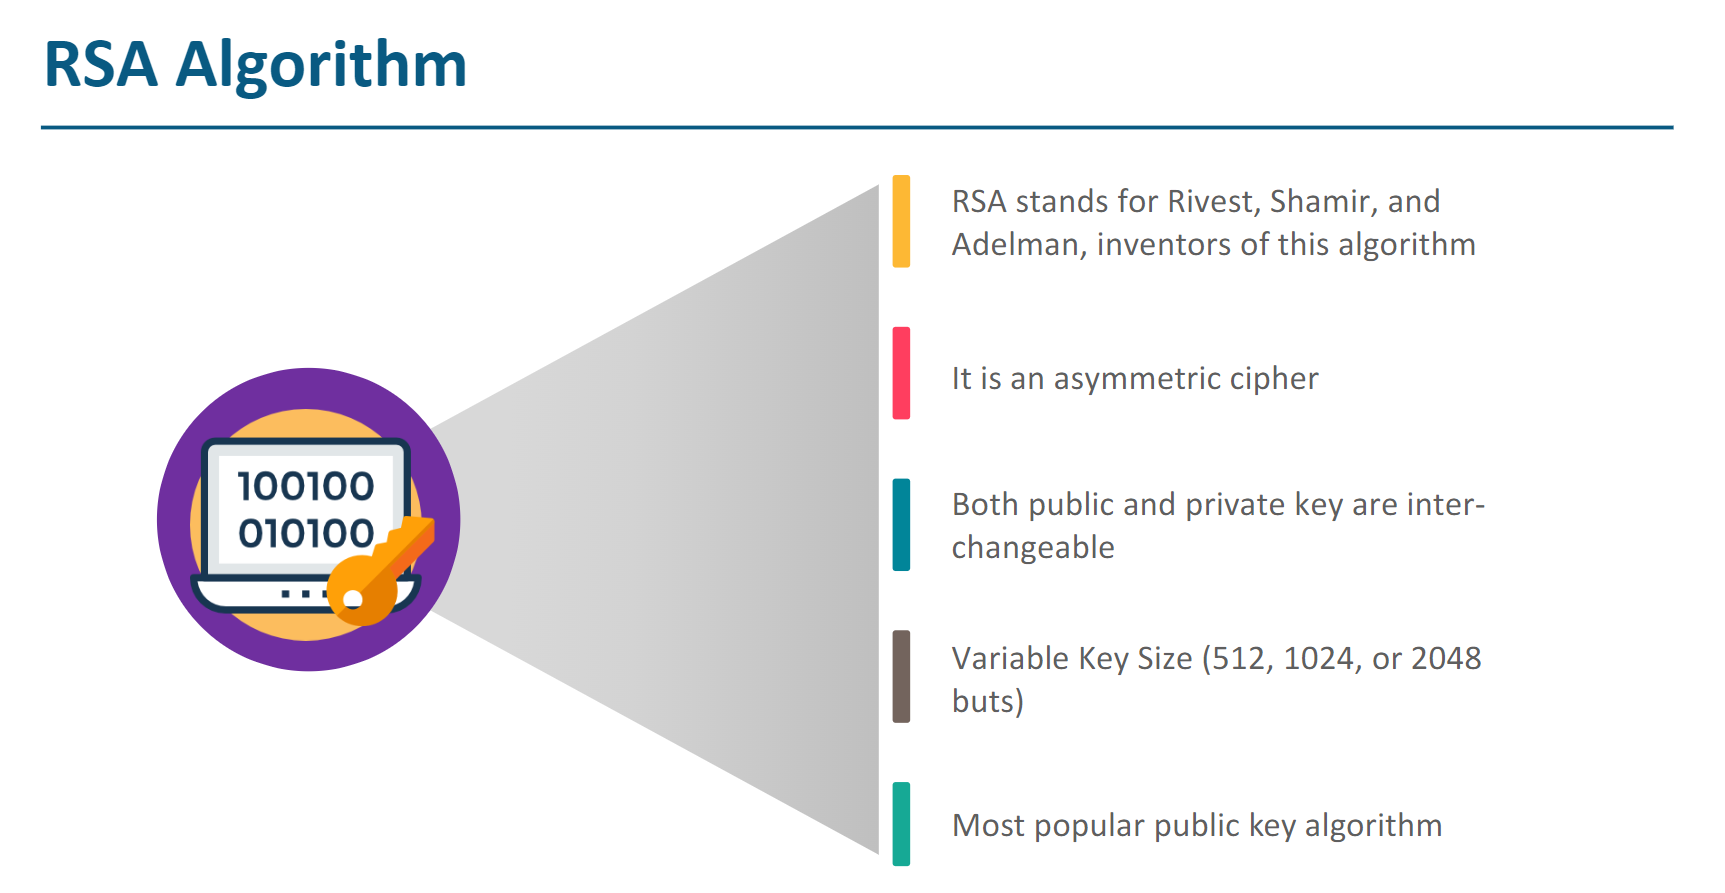 RSA Algorithm
100100
010100
RSA stands for Rivest, Shamir, and
Adelman, inventors of this algorithm
It is an asymmetric cipher
Both public and private key are inter-
changeable
Variable Key Size (512, 1024, or 2048
buts)
Most popular public key algorithm